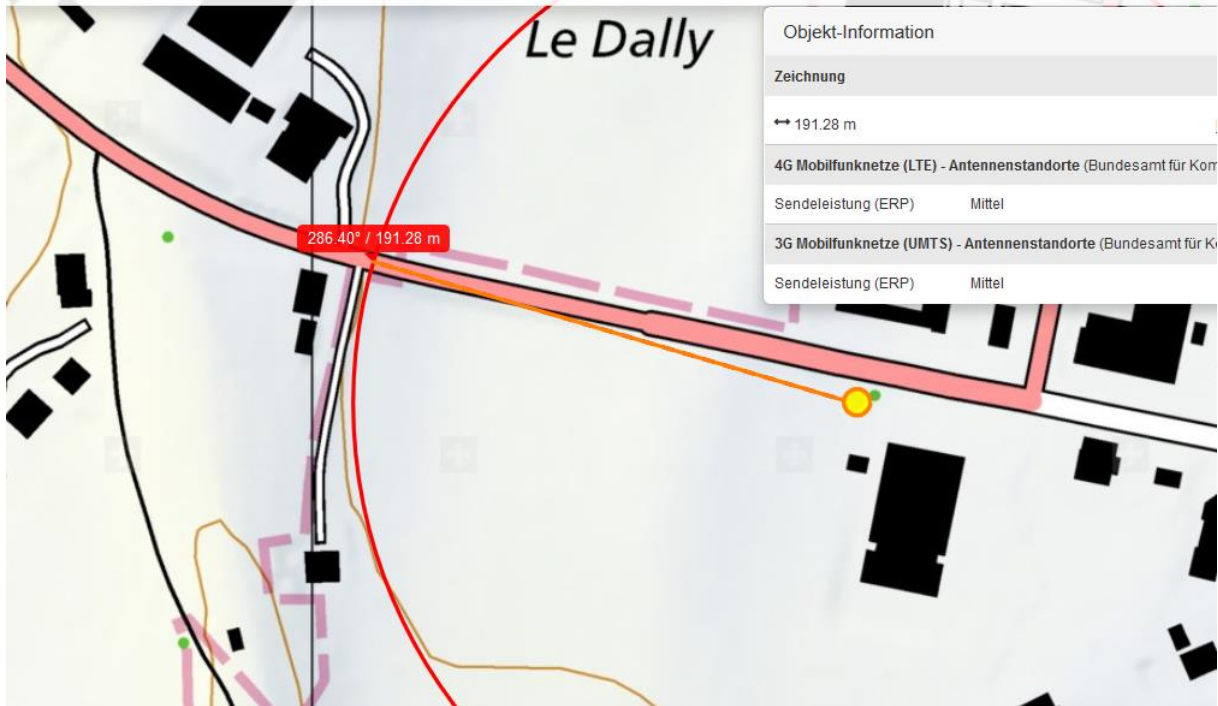 Le Dally
Objekt-Information
Zeichnung
↔ 191.28 m
4G Mobilfunknetze (LTE) - Antennenstandorte (Bundesamt für Kom
Sendeleistung (ERP) Mittel
3G Mobilfunknetze (UMTS) - Antennenstandorte (Bundesamt für K
Sendeleistung (ERP) Mittel
286.40° / 191.28 m